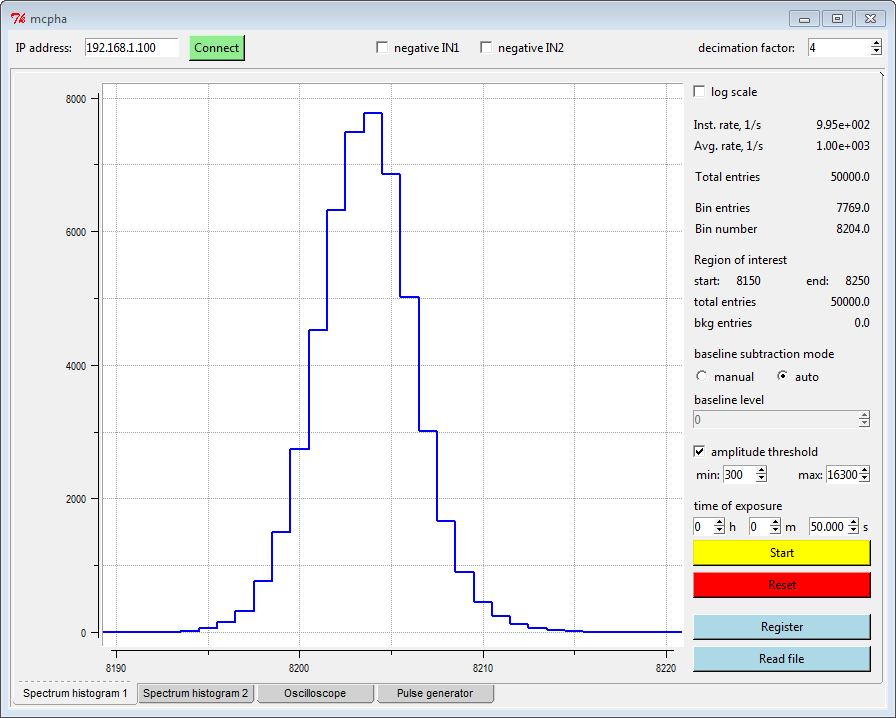 mcpha
IP address: 192.168.1.100 Connect negative IN1 negative IN2 decimation factor: 4
8000
6000
4000
2000
0
8190 8200 8210 8220
log scale
Inst. rate, 1/s 9.95e+002
Avg. rate, 1/s 1.00e+003
Total entries 50000.0
Bin entries 7769.0
Bin number 8204.0
Region of interest
start: 8150 end: 8250
total entries 50000.0
bkg entries 0.0
baseline subtraction mode
manual auto
baseline level
0
amplitude threshold
min: 300 max: 16300
time of exposure
0 h 0 m 50.000 s
Start
Reset
Register
Read file
Spectrum histogram 1 Spectrum histogram 2 Oscilloscope Pulse generator